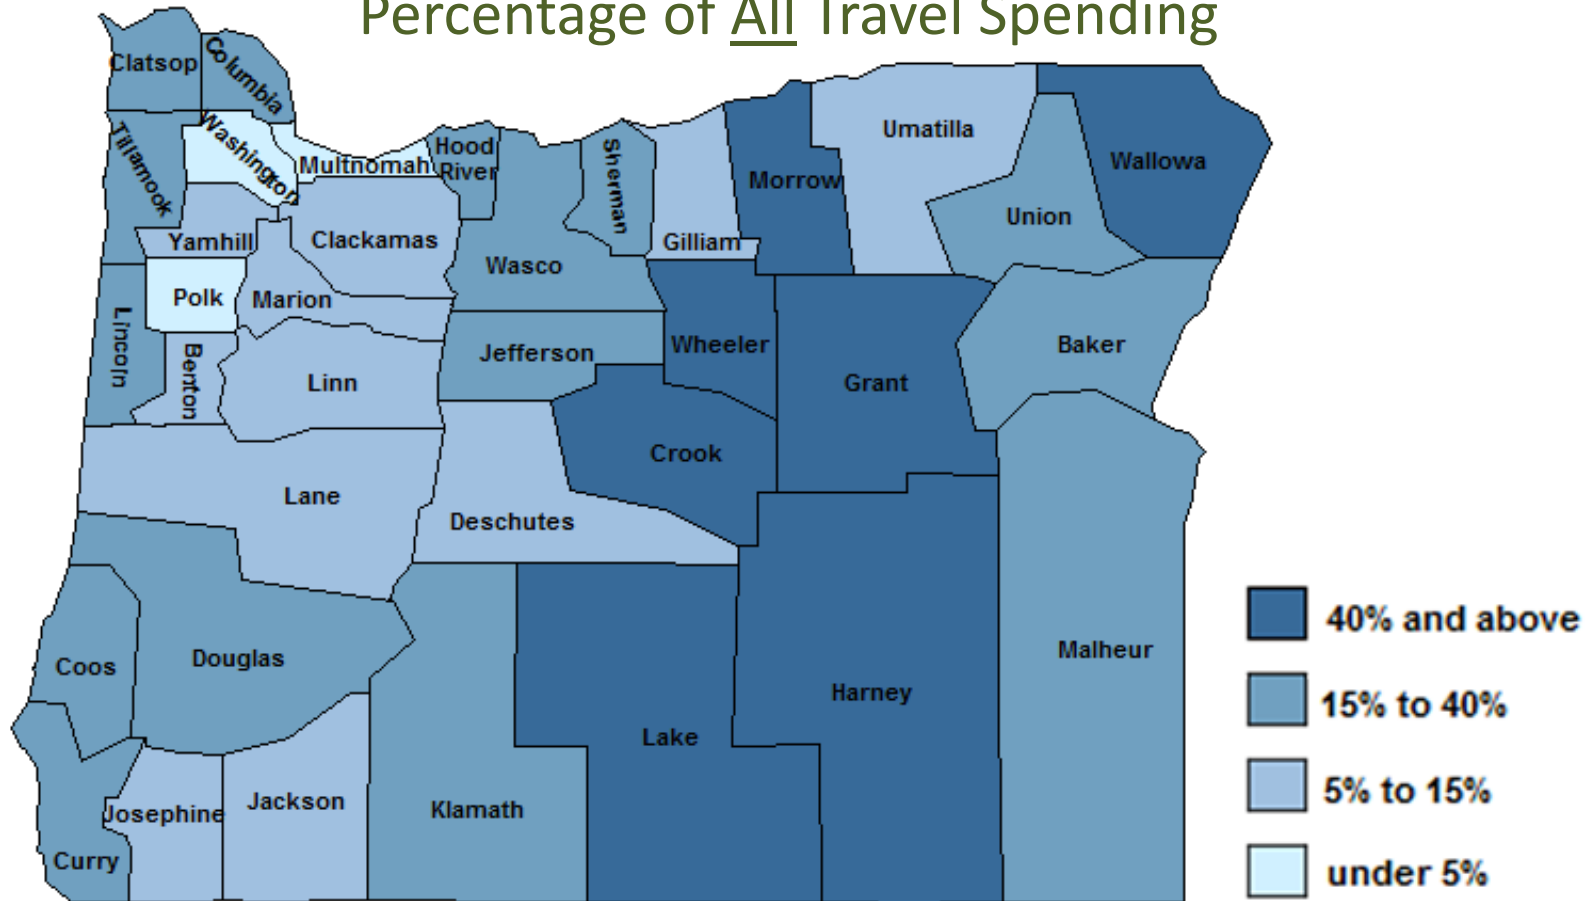 Percentage of All Travel Spending
Clatsop
Columbia
Tillamook
Washington
Multnomah
Hood
River
Sherman
Gilliam
Morrow
Umatilla
Wallowa
Union
Yamhill
Clackamas
Wasco
Polk
Marion
Lincoln
Benton
Linn
Jefferson
Wheeler
Grant
Baker
Crook
Lane
Deschutes
Coos
Douglas
Curry
Josephine
Jackson
Klamath
Lake
Harney
Malheur
40% and above
15% to 40%
5% to 15%
under 5%